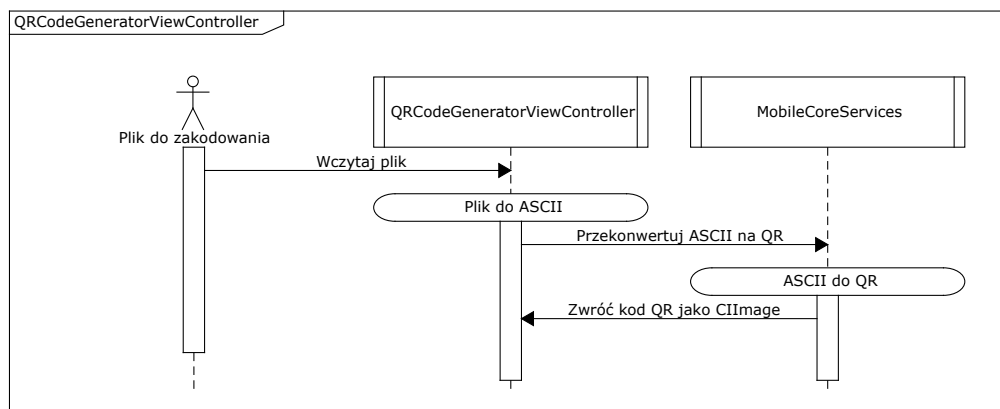 QRCodeGeneratorViewController
QRCodeGeneratorViewController
MobileCoreServices
Plik do zakodowania
Wczytaj plik
Plik do ASCII
Przekonwertuj ASCII na QR
ASCII do QR
Zwróć kod QR jako CIImage